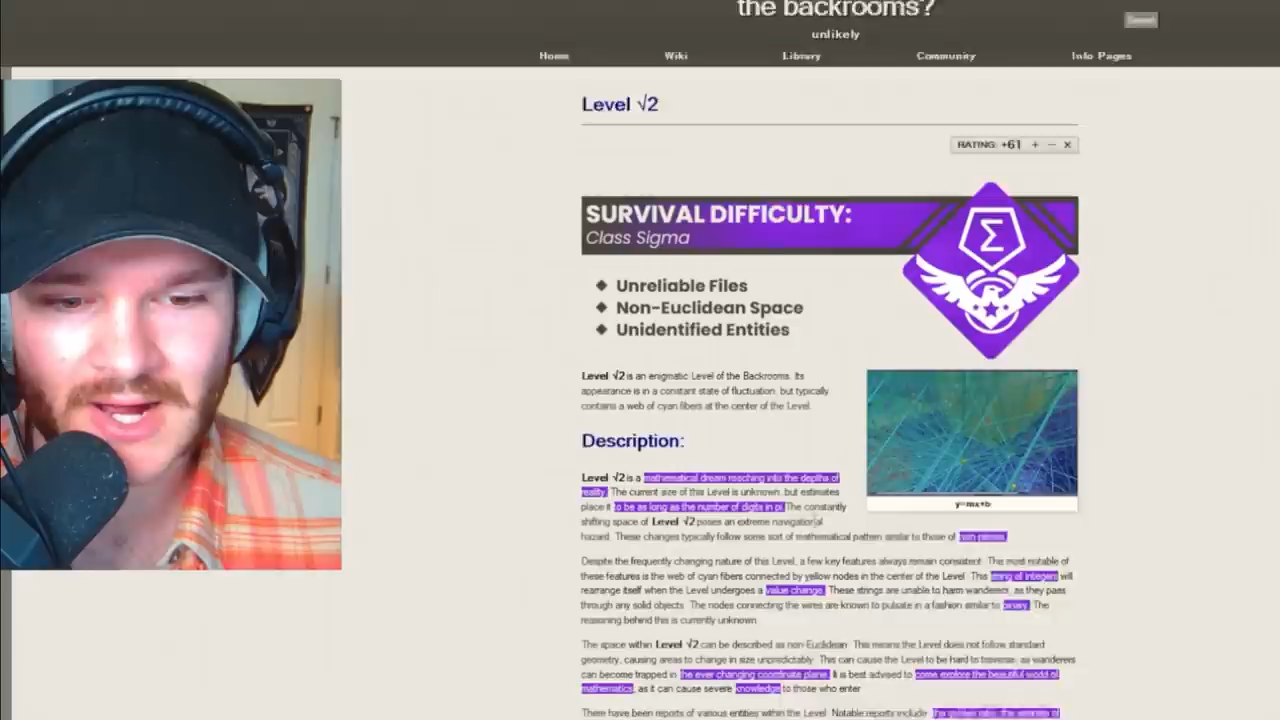 the backrooms?
unlikely
Home Wiki Library Community Info Pages
Level √2
RATING: +61 + − ×
SURVIVAL DIFFICULTY:
Class Sigma
Σ
◆ Unreliable Files
◆ Non-Euclidean Space
◆ Unidentified Entities
Level √2 is an enigmatic Level of the Backrooms. Its
appearance is in a constant state of fluctuation, but typically
contains a web of cyan fibers at the center of the Level.
Description:
Level √2 is a mathematical dream reaching into the depths of
reality. The current size of this Level is unknown, but estimates
place it to be as long as the number of digits in pi. The constantly
shifting space of Level √2 poses an extreme navigational
hazard. These changes typically follow some sort of mathematical pattern similar to those of
y=mx+b
Despite the frequently changing nature of this Level, a few key features always remain consistent. The most notable of
these features is the web of cyan fibers connected by yellow nodes in the center of the Level. This string of integers will
rearrange itself when the Level undergoes a value change. These strings are unable to harm wanderers, as they pass
through any solid objects. The nodes connecting the wires are known to pulsate in a fashion similar to binary. The
reasoning behind this is currently unknown.
The space within Level √2 can be described as non-Euclidean. This means the Level does not follow standard
geometry, causing areas to change in size unpredictably. This can cause the Level to be hard to traverse, as wanderers
can become trapped in the ever changing coordinate plane. It is best advised to come explore the beautiful world of
mathematics, as it can cause severe knowledge to those who enter.
There have been reports of various entities within the Level. Notable reports include